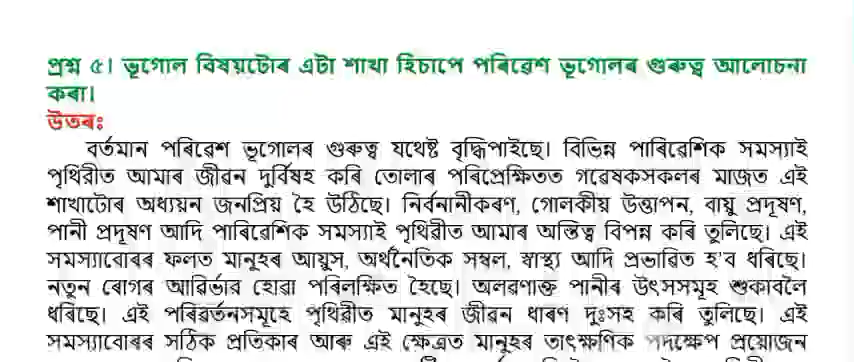 প্ৰশ্ন ৫। ভূগোল বিষয়টোৰ এটা শাখা হিচাপে পৰিৱেশ ভূগোলৰ গুৰুত্ব আলোচনা
কৰা।
উত্তৰঃ
বৰ্তমান পৰিৱেশ ভূগোলৰ গুৰুত্ব যথেষ্ট বৃদ্ধিপাইছে। বিভিন্ন পাৰিৱেশিক সমস্যাই
পৃথিৱীত আমাৰ জীৱন দুৰ্বিষহ কৰি তোলাৰ পৰিপ্ৰেক্ষিতত গৱেষকসকলৰ মাজত এই
শাখাটোৰ অধ্যয়ন জনপ্ৰিয় হৈ উঠিছে। নিৰ্বনানীকৰণ, গোলকীয় উত্তাপন, বায়ু প্ৰদূষণ,
পানী প্ৰদূষণ আদি পাৰিৱেশিক সমস্যাই পৃথিৱীত আমাৰ অস্তিত্ব বিপন্ন কৰি তুলিছে। এই
সমস্যাবোৰৰ ফলত মানুহৰ আয়ুস, অৰ্থনৈতিক সম্বল, স্বাস্থ্য আদি প্ৰভাৱিত হ'ব ধৰিছে।
নতুন ৰোগৰ আৱিৰ্ভাৱ হোৱা পৰিলক্ষিত হৈছে। অলৱণাক্ত পানীৰ উৎসসমূহ শুকাবলৈ
ধৰিছে। এই পৰিৱৰ্তনসমূহে পৃথিৱীত মানুহৰ জীৱন ধাৰণ দুঃসহ কৰি তুলিছে। এই
সমস্যাবোৰৰ সঠিক প্ৰতিকাৰ আৰু এই ক্ষেত্ৰত মানুহৰ তাৎক্ষণিক পদক্ষেপ প্ৰয়োজন